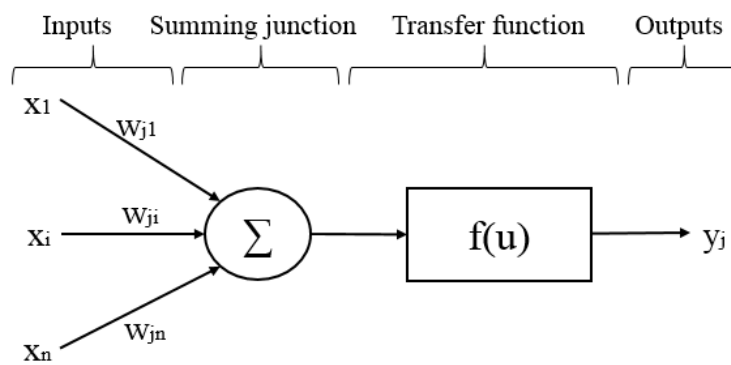 Inputs Summing junction Transfer function Outputs
x1
wj1
xi
wji
∑
f(u)
yj
wjn
xn